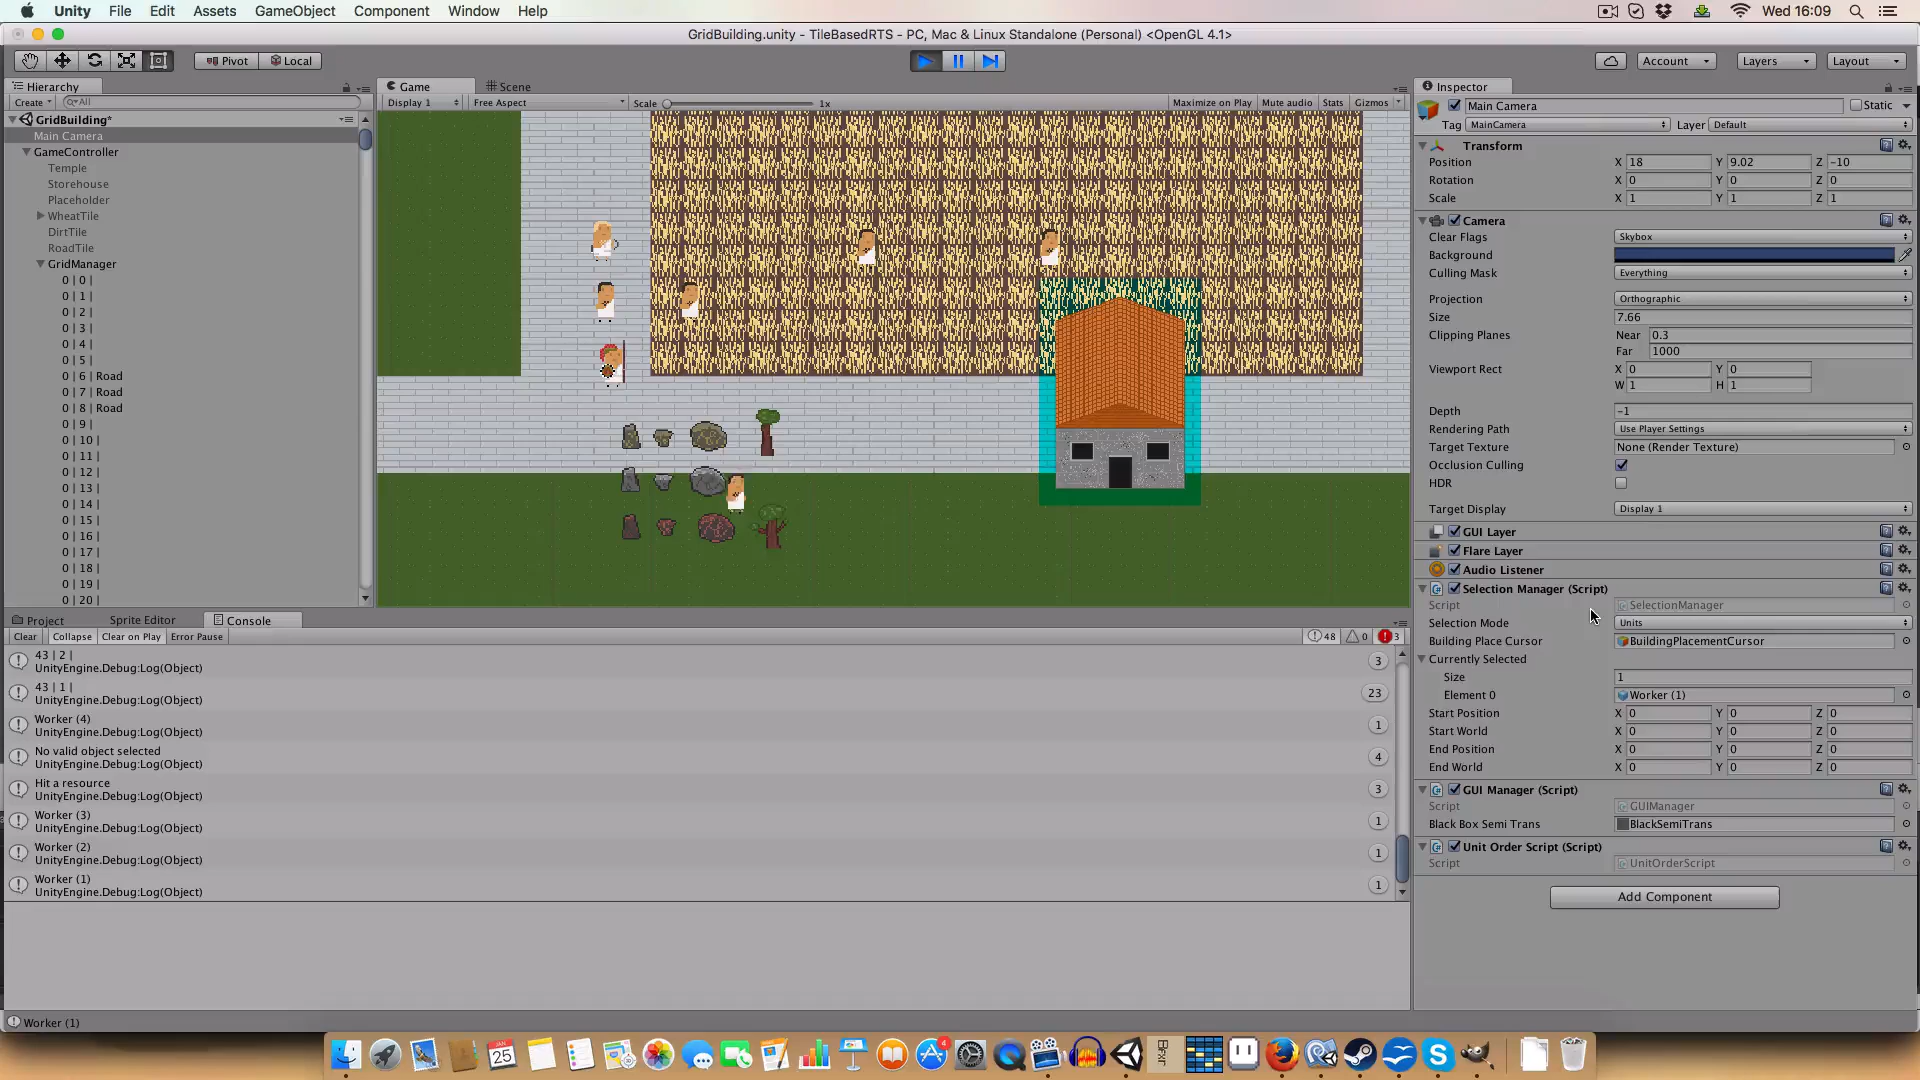 Unity File Edit Assets GameObject Component Window Help Wed 16:09
GridBuilding.unity - TileBasedRTS - PC, Mac & Linux Standalone (Personal) <OpenGL 4.1>
Pivot Local Account Layers Layout
Hierarchy
Create All
GridBuilding*
Main Camera
GameController
Temple
Storehouse
Placeholder
WheatTile
DirtTile
RoadTile
GridManager
0 | 0 |
0 | 1 |
0 | 2 |
0 | 3 |
0 | 4 |
0 | 5 |
0 | 6 | Road
0 | 7 | Road
0 | 8 | Road
0 | 9 |
0 | 10 |
0 | 11 |
0 | 12 |
0 | 13 |
0 | 14 |
0 | 15 |
0 | 16 |
0 | 17 |
0 | 18 |
0 | 19 |
0 | 20 |
Game Scene
Display 1 Free Aspect Scale 1x Maximize on Play Mute audio Stats Gizmos
Project Sprite Editor Console
Clear Collapse Clear on Play Error Pause 48 0 3
43 | 2 |
UnityEngine.Debug:Log(Object) 3
43 | 1 |
UnityEngine.Debug:Log(Object) 23
Worker (4)
UnityEngine.Debug:Log(Object) 1
No valid object selected
UnityEngine.Debug:Log(Object) 4
Hit a resource
UnityEngine.Debug:Log(Object) 3
Worker (3)
UnityEngine.Debug:Log(Object) 1
Worker (2)
UnityEngine.Debug:Log(Object) 1
Worker (1)
UnityEngine.Debug:Log(Object) 1
Worker (1)
Inspector
Main Camera Static
Tag MainCamera Layer Default
Transform
Position X 18 Y 9.02 Z -10
Rotation X 0 Y 0 Z 0
Scale X 1 Y 1 Z 1
Camera
Clear Flags Skybox
Background
Culling Mask Everything
Projection Orthographic
Size 7.66
Clipping Planes Near 0.3
Far 1000
Viewport Rect X 0 Y 0
W 1 H 1
Depth -1
Rendering Path Use Player Settings
Target Texture None (Render Texture)
Occlusion Culling
HDR
Target Display Display 1
GUI Layer
Flare Layer
Audio Listener
Selection Manager (Script)
Script SelectionManager
Selection Mode Units
Building Place Cursor BuildingPlacementCursor
Currently Selected
Size 1
Element 0 Worker (1)
Start Position X 0 Y 0 Z 0
Start World X 0 Y 0 Z 0
End Position X 0 Y 0 Z 0
End World X 0 Y 0 Z 0
GUI Manager (Script)
Script GUIManager
Black Box Semi Trans BlackSemiTrans
Unit Order Script (Script)
Script UnitOrderScript
Add Component
JAN
25
4